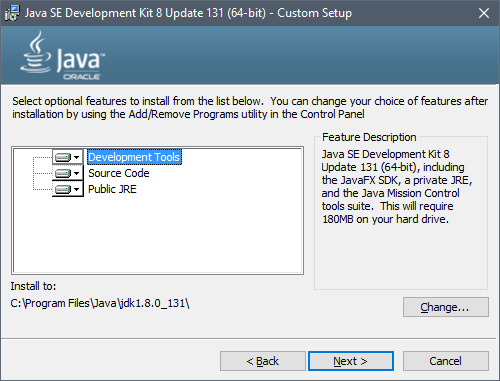 Java SE Development Kit 8 Update 131 (64-bit) - Custom Setup
Java
ORACLE
Select optional features to install from the list below.  You can change your choice of features after
installation by using the Add/Remove Programs utility in the Control Panel
Development Tools
Source Code
Public JRE
Feature Description
Java SE Development Kit 8
Update 131 (64-bit), including
the JavaFX SDK, a private JRE,
and the Java Mission Control
tools suite.  This will require
180MB on your hard drive.
Install to:
C:\Program Files\Java\jdk1.8.0_131\
Change...
< Back
Next >
Cancel